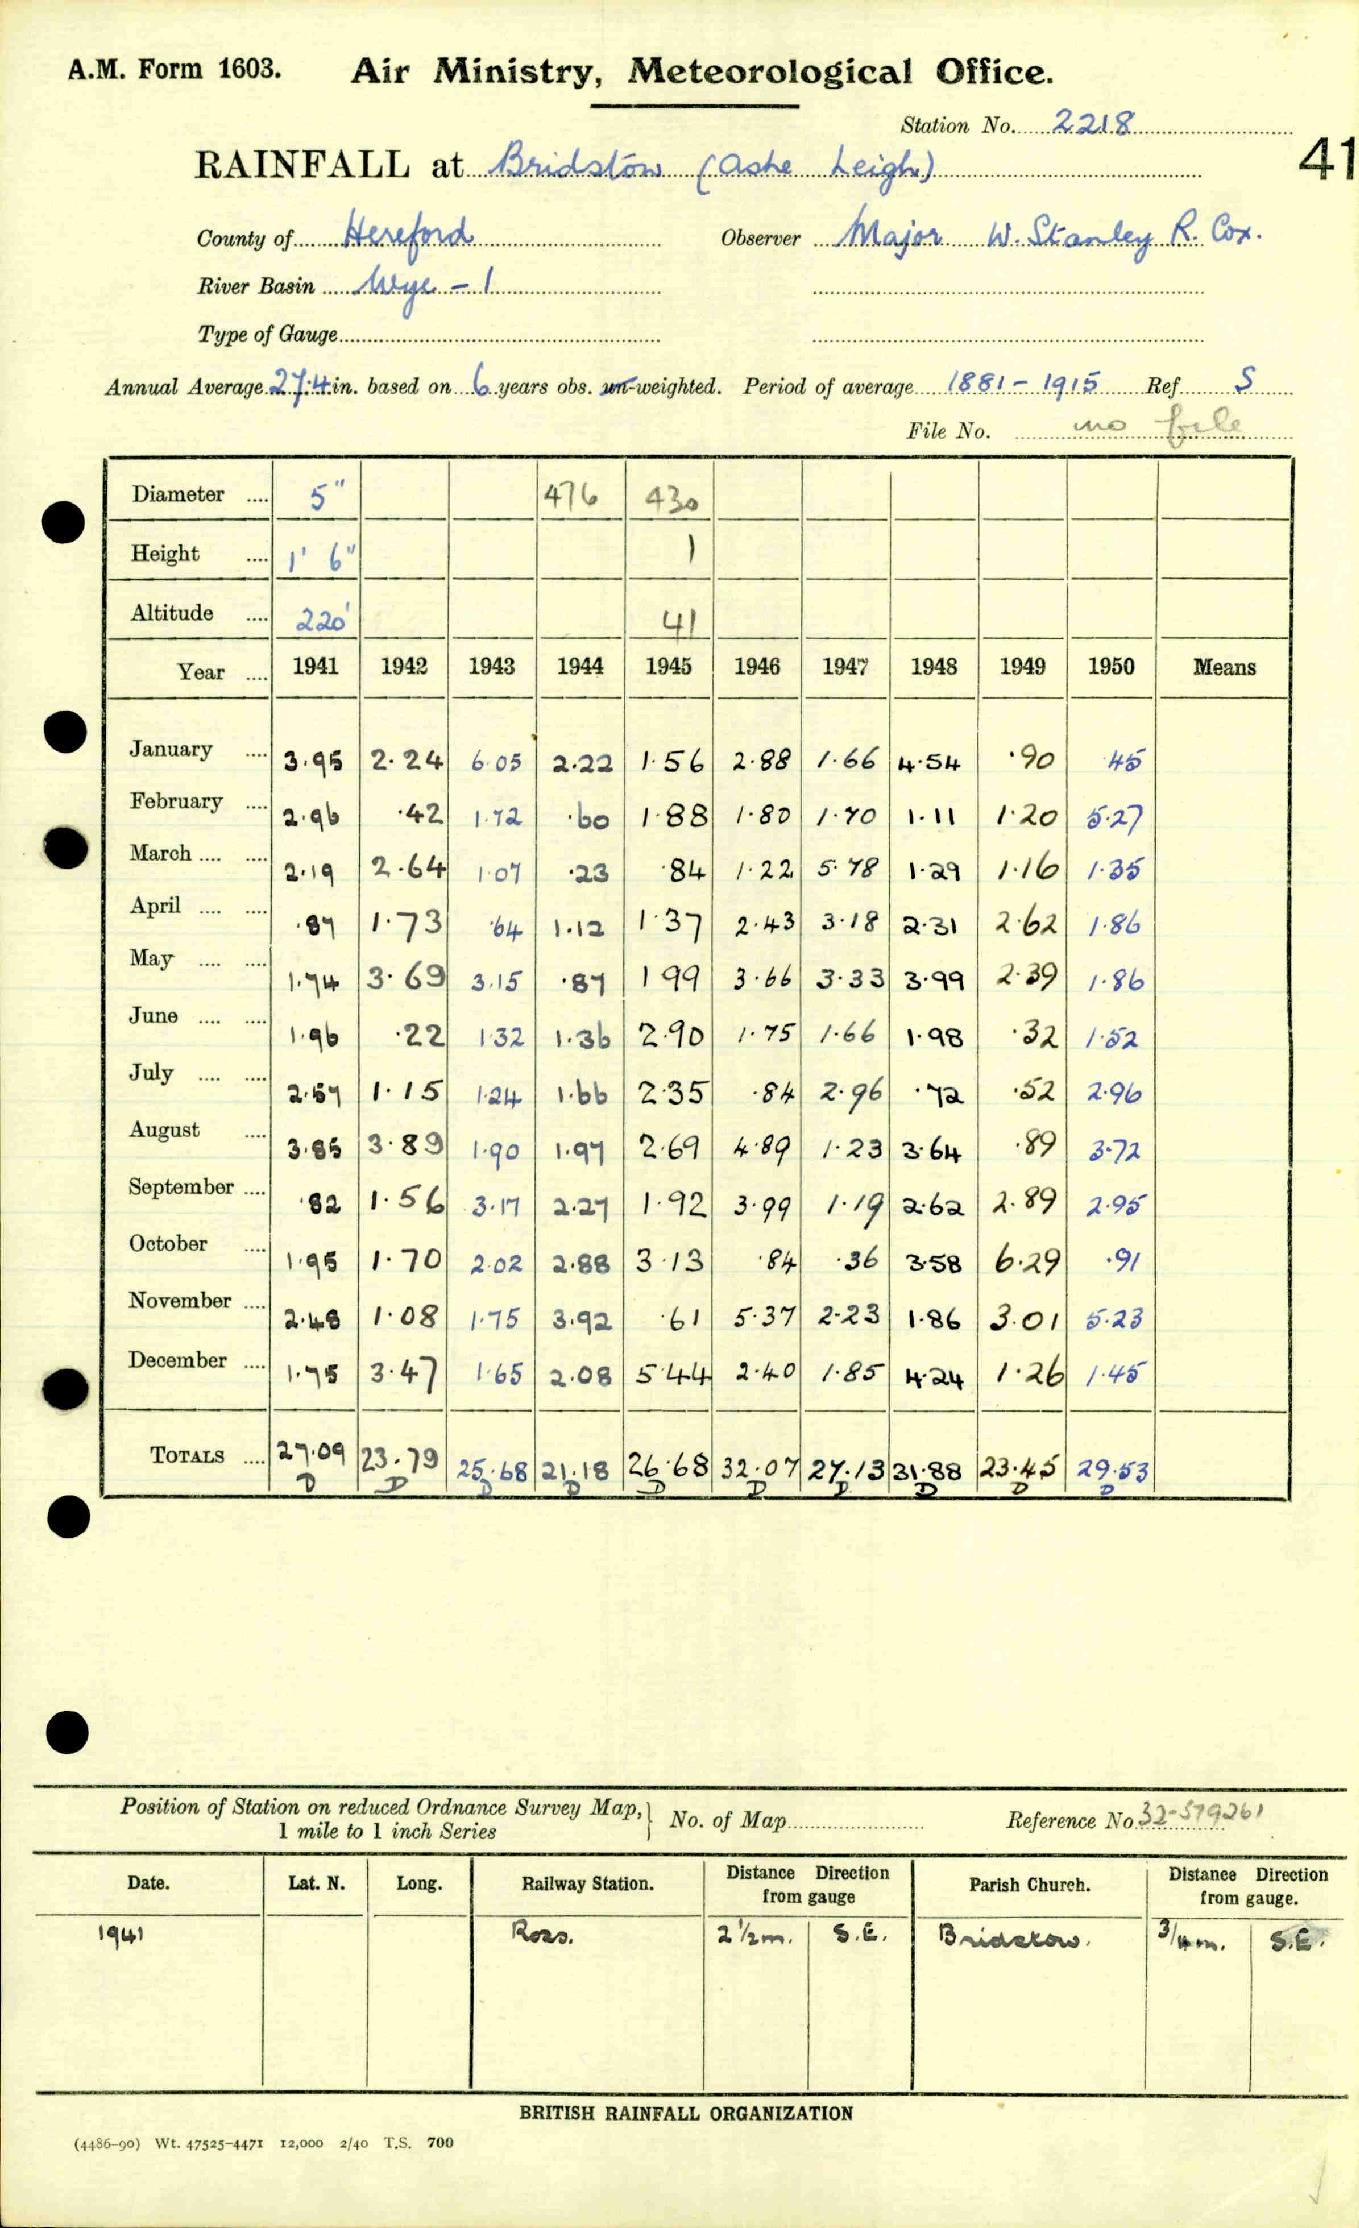 A.M. Form 1603. Air Ministry, Meteorological Office.
Station No. 2218
41
RAINFALL at Bridstow (Ashe Leigh)
County of Hereford Observer Major W. Stanley R. Cox.
River Basin Wye - 1
Type of Gauge
Annual Average 27.4 in. based on 6 years obs. un-weighted. Period of average 1881-1915 Ref. S
File No. no file
Diameter .... 5" 476 430
Height .... 1' 6" 1
Altitude .... 220' 41
Year .... 1941 1942 1943 1944 1945 1946 1947 1948 1949 1950 Means
January .... 3.95 2.24 6.05 2.22 1.56 2.88 1.66 4.54 .90 .45
February .... 2.96 .42 1.72 .60 1.88 1.80 1.70 1.11 1.20 5.27
March .... .... 2.19 2.64 1.07 .23 .84 1.22 5.78 1.29 1.16 1.35
April .... .... .87 1.73 .64 1.12 1.37 2.43 3.18 2.31 2.62 1.86
May .... .... 1.74 3.69 3.15 .87 1 99 3.66 3.33 3.99 2.39 1.86
June .... .... 1.96 .22 1.32 1.36 2.90 1.75 1.66 1.98 .32 1.52
July .... .... 2.57 1.15 1.24 1.66 2.35 .84 2.96 .72 .52 2.96
August .... 3.85 3.89 1.90 1.97 2.69 4.89 1.23 3.64 .89 3.72
September .... .82 1.56 3.17 2.27 1.92 3.99 1.19 2.62 2.89 2.95
October .... 1.95 1.70 2.02 2.88 3.13 .84 .36 3.58 6.29 .91
November .... 2.48 1.08 1.75 3.92 .61 5.37 2.23 1.86 3.01 5.23
December .... 1.75 3.47 1.65 2.08 5.44 2.40 1.85 4.24 1.26 1.45
TOTALS .... 27.09 23.79 25.68 21.18 26.68 32.07 27.13 31.88 23.45 29.53
D D D D D D D D D D
Position of Station on reduced Ordnance Survey Map, } No. of Map Reference No. 32-579261
1 mile to 1 inch Series
Date. Lat. N. Long. Railway Station. Distance Direction from gauge Parish Church. Distance Direction from gauge.
1941 Ross. 2 1/2 m. S.E. Bridstow. 3/4 m. S.E.
BRITISH RAINFALL ORGANIZATION
(4486-90) Wt. 47525-4471 12,000 2/40 T.S. 700